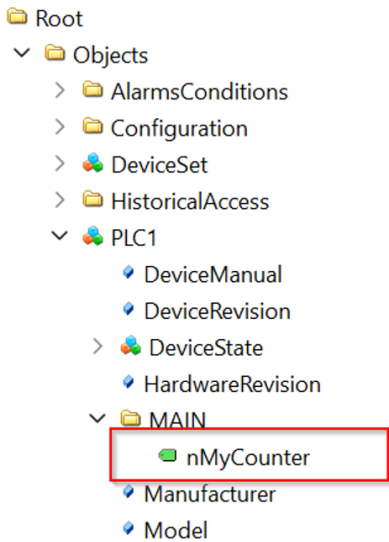 Root
Objects
AlarmsConditions
Configuration
DeviceSet
HistoricalAccess
PLC1
DeviceManual
DeviceRevision
DeviceState
HardwareRevision
MAIN
nMyCounter
Manufacturer
Model